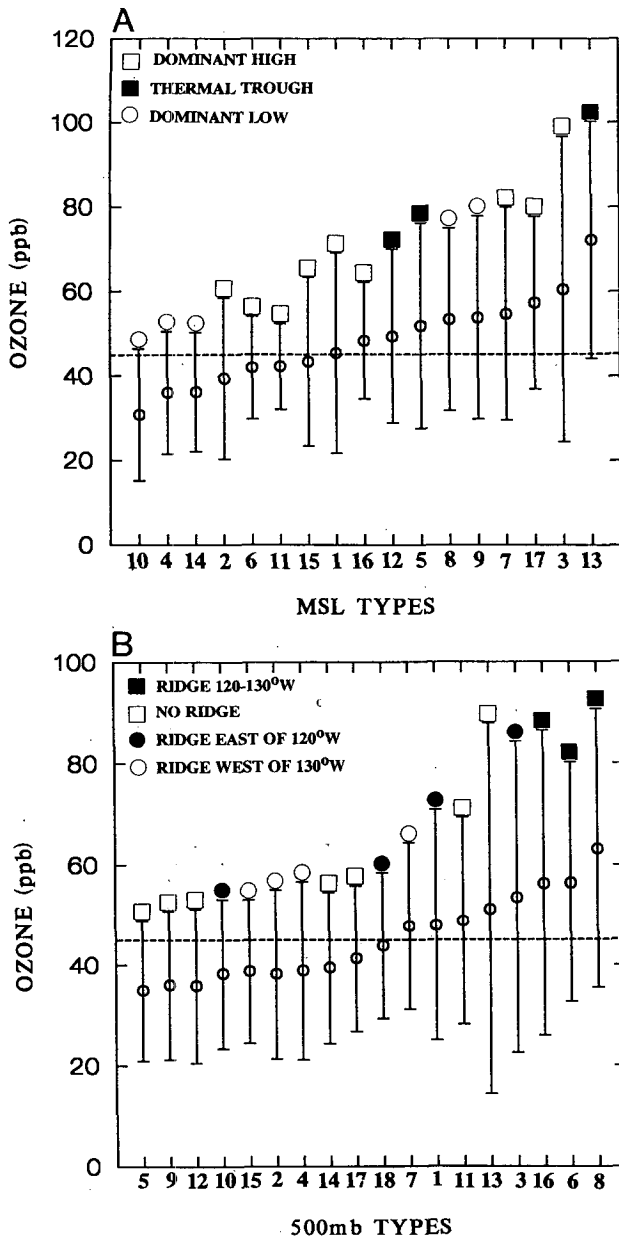 A
120
100
80
60
40
20
0
OZONE (ppb)
DOMINANT HIGH
THERMAL TROUGH
DOMINANT LOW
10 4 14 2 6 11 15 1 16 12 5 8 9 7 17 3 13
MSL TYPES
B
100
80
60
40
20
0
OZONE (ppb)
RIDGE 120-130°W
NO RIDGE
RIDGE EAST OF 120°W
RIDGE WEST OF 130°W
5 9 12 10 15 2 4 14 17 18 7 1 11 13 3 16 6 8
500mb TYPES